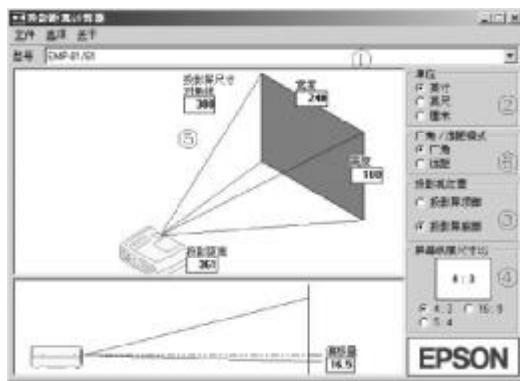 投影距离计算器
文件 选项 关于
型号 EMP-81/61
①
投影屏尺寸
对角线
300
宽度
240
高度
180
⑤
投影距离
361
偏移量
16.5
单位
英寸
英尺
厘米
②
广角/远距模式
广角
远距
⑥
投影机位置
投影屏顶部
投影屏底部
③
屏幕纵横尺寸比
4 : 3
④
4 : 3 16 : 9
5 : 4
EPSON